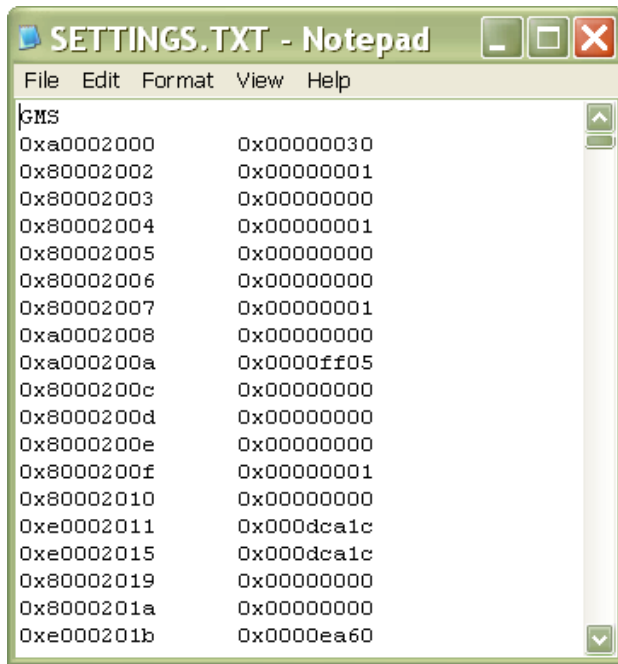 SETTINGS.TXT - Notepad
File Edit Format View Help
GMS
0xa0002000 0x00000030
0x80002002 0x00000001
0x80002003 0x00000000
0x80002004 0x00000001
0x80002005 0x00000000
0x80002006 0x00000000
0x80002007 0x00000001
0xa0002008 0x00000000
0xa000200a 0x0000ff05
0x8000200c 0x00000000
0x8000200d 0x00000000
0x8000200e 0x00000000
0x8000200f 0x00000001
0x80002010 0x00000000
0xe0002011 0x000dca1c
0xe0002015 0x000dca1c
0x80002019 0x00000000
0x8000201a 0x00000000
0xe000201b 0x0000ea60